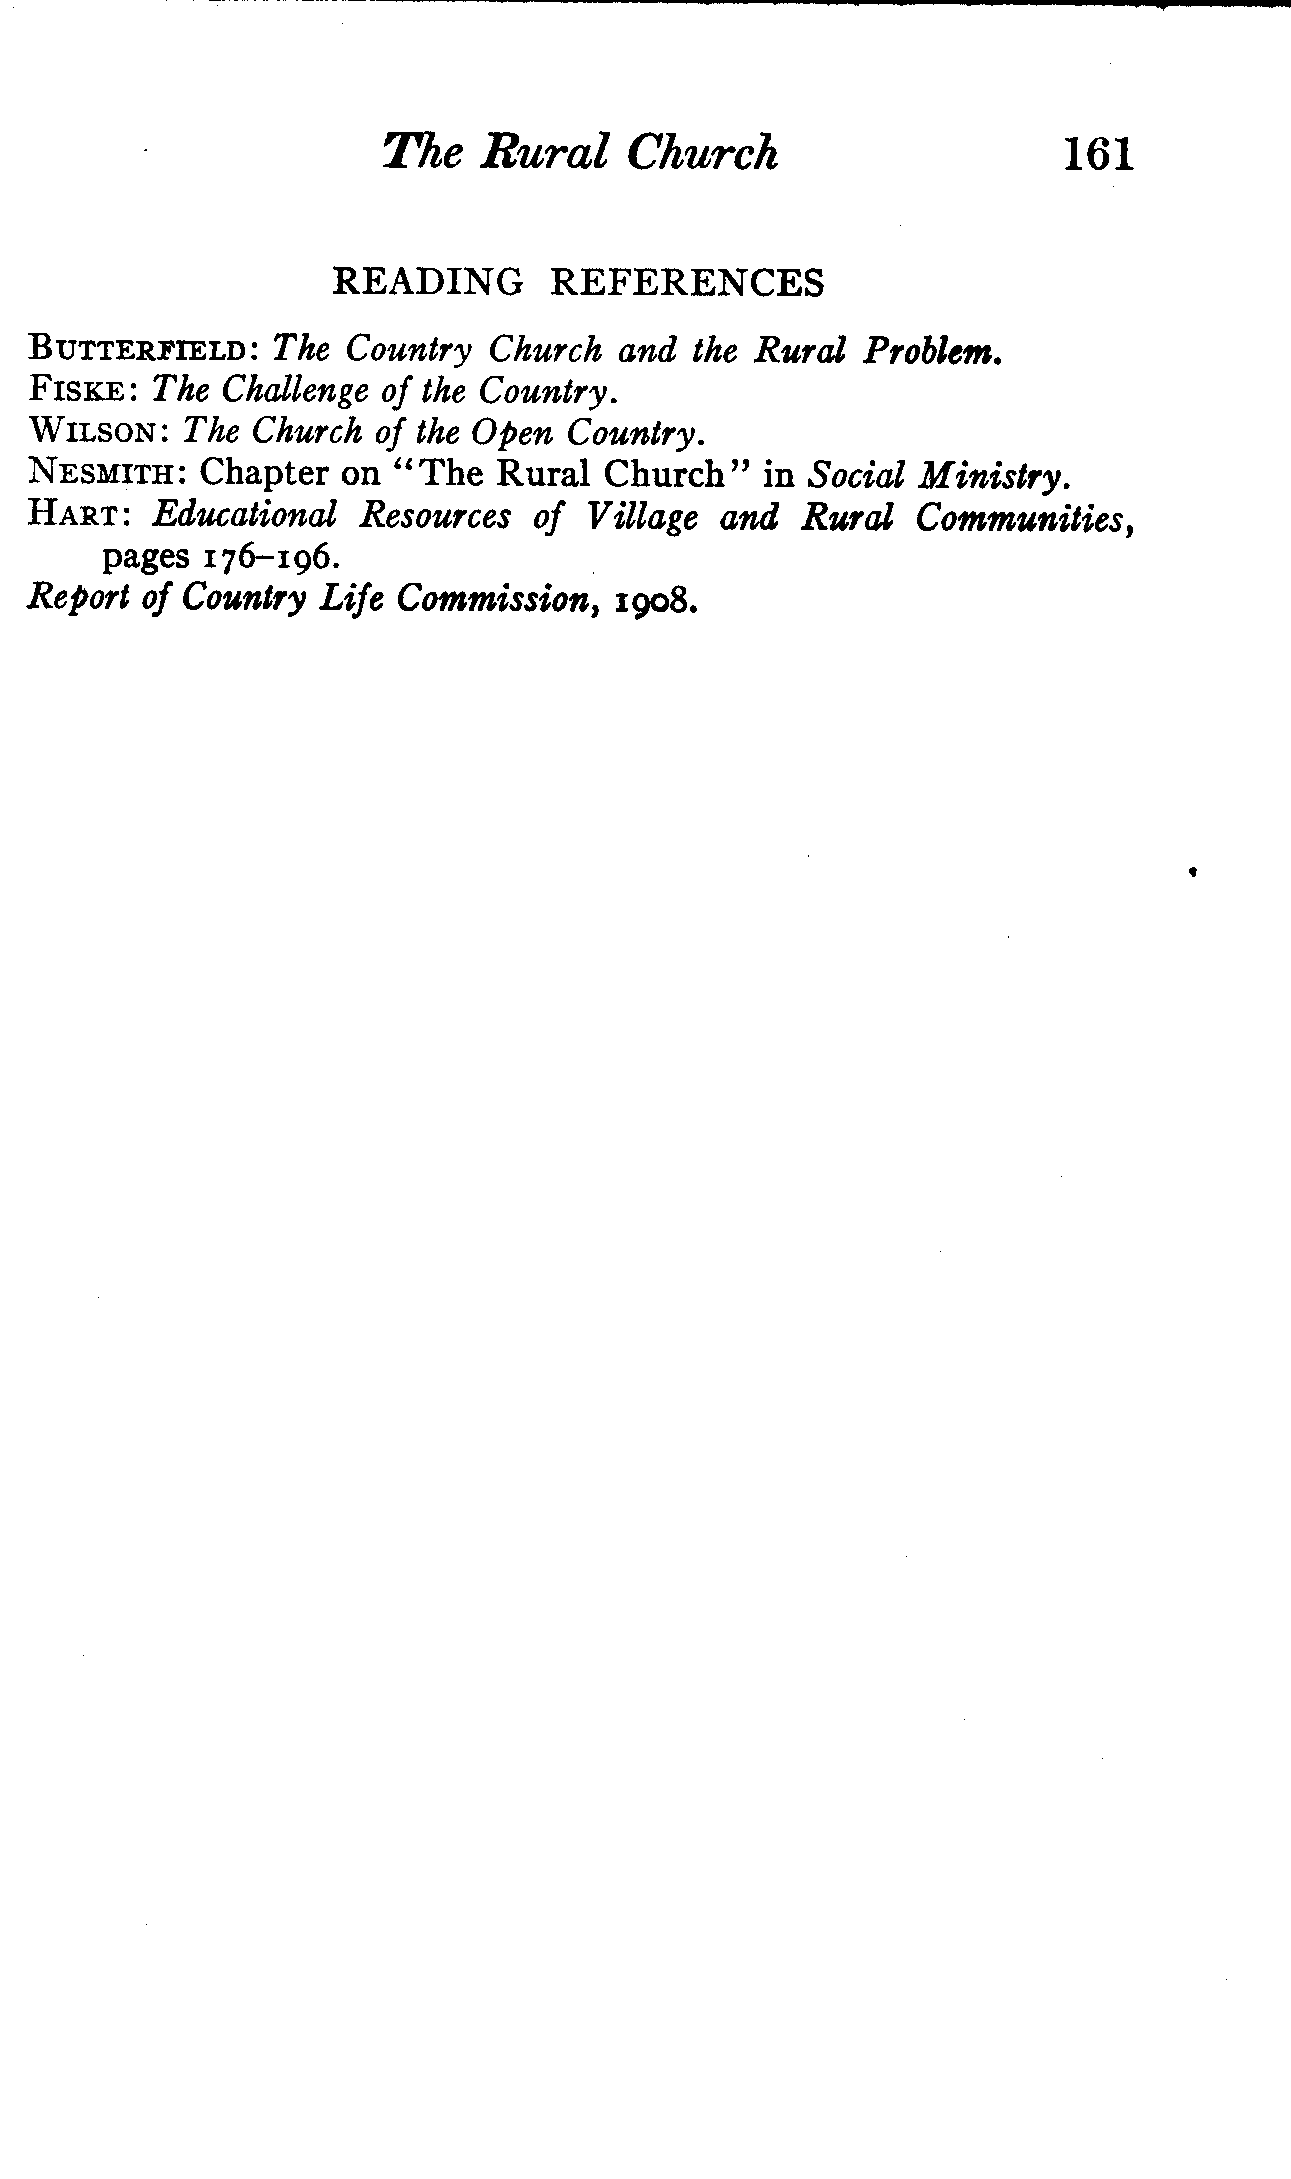 The Rural Church 161
READING REFERENCES
BUTTERFIELD: The Country Church and the Rural Problem.
FISKE: The Challenge of the Country.
WILSON: The Church of the Open Country.
NESMITH: Chapter on “The Rural Church” in Social Ministry.
HART: Educational Resources of Village and Rural Communities,
pages 176–196.
Report of Country Life Commission, 1908.